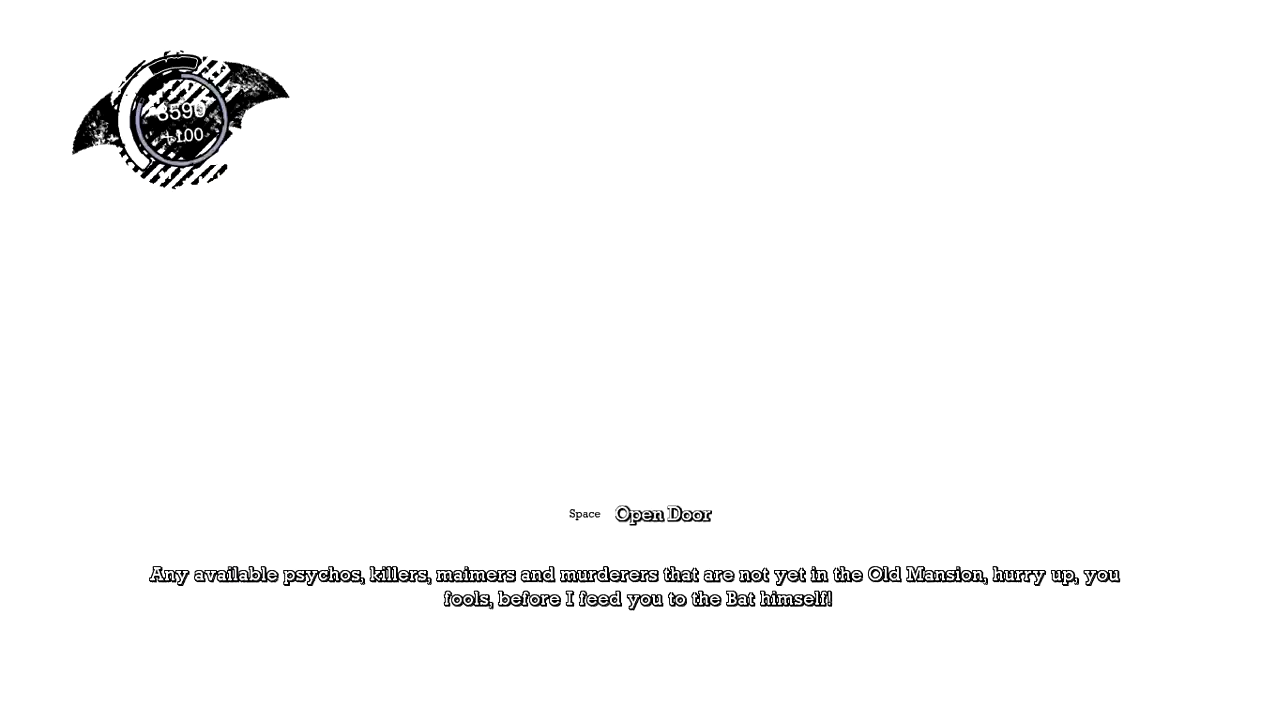 8590
+100
Space Open Door
Any available psychos, killers, maimers and murderers that are not yet in the Old Mansion, hurry up, you
fools, before I feed you to the Bat himself!